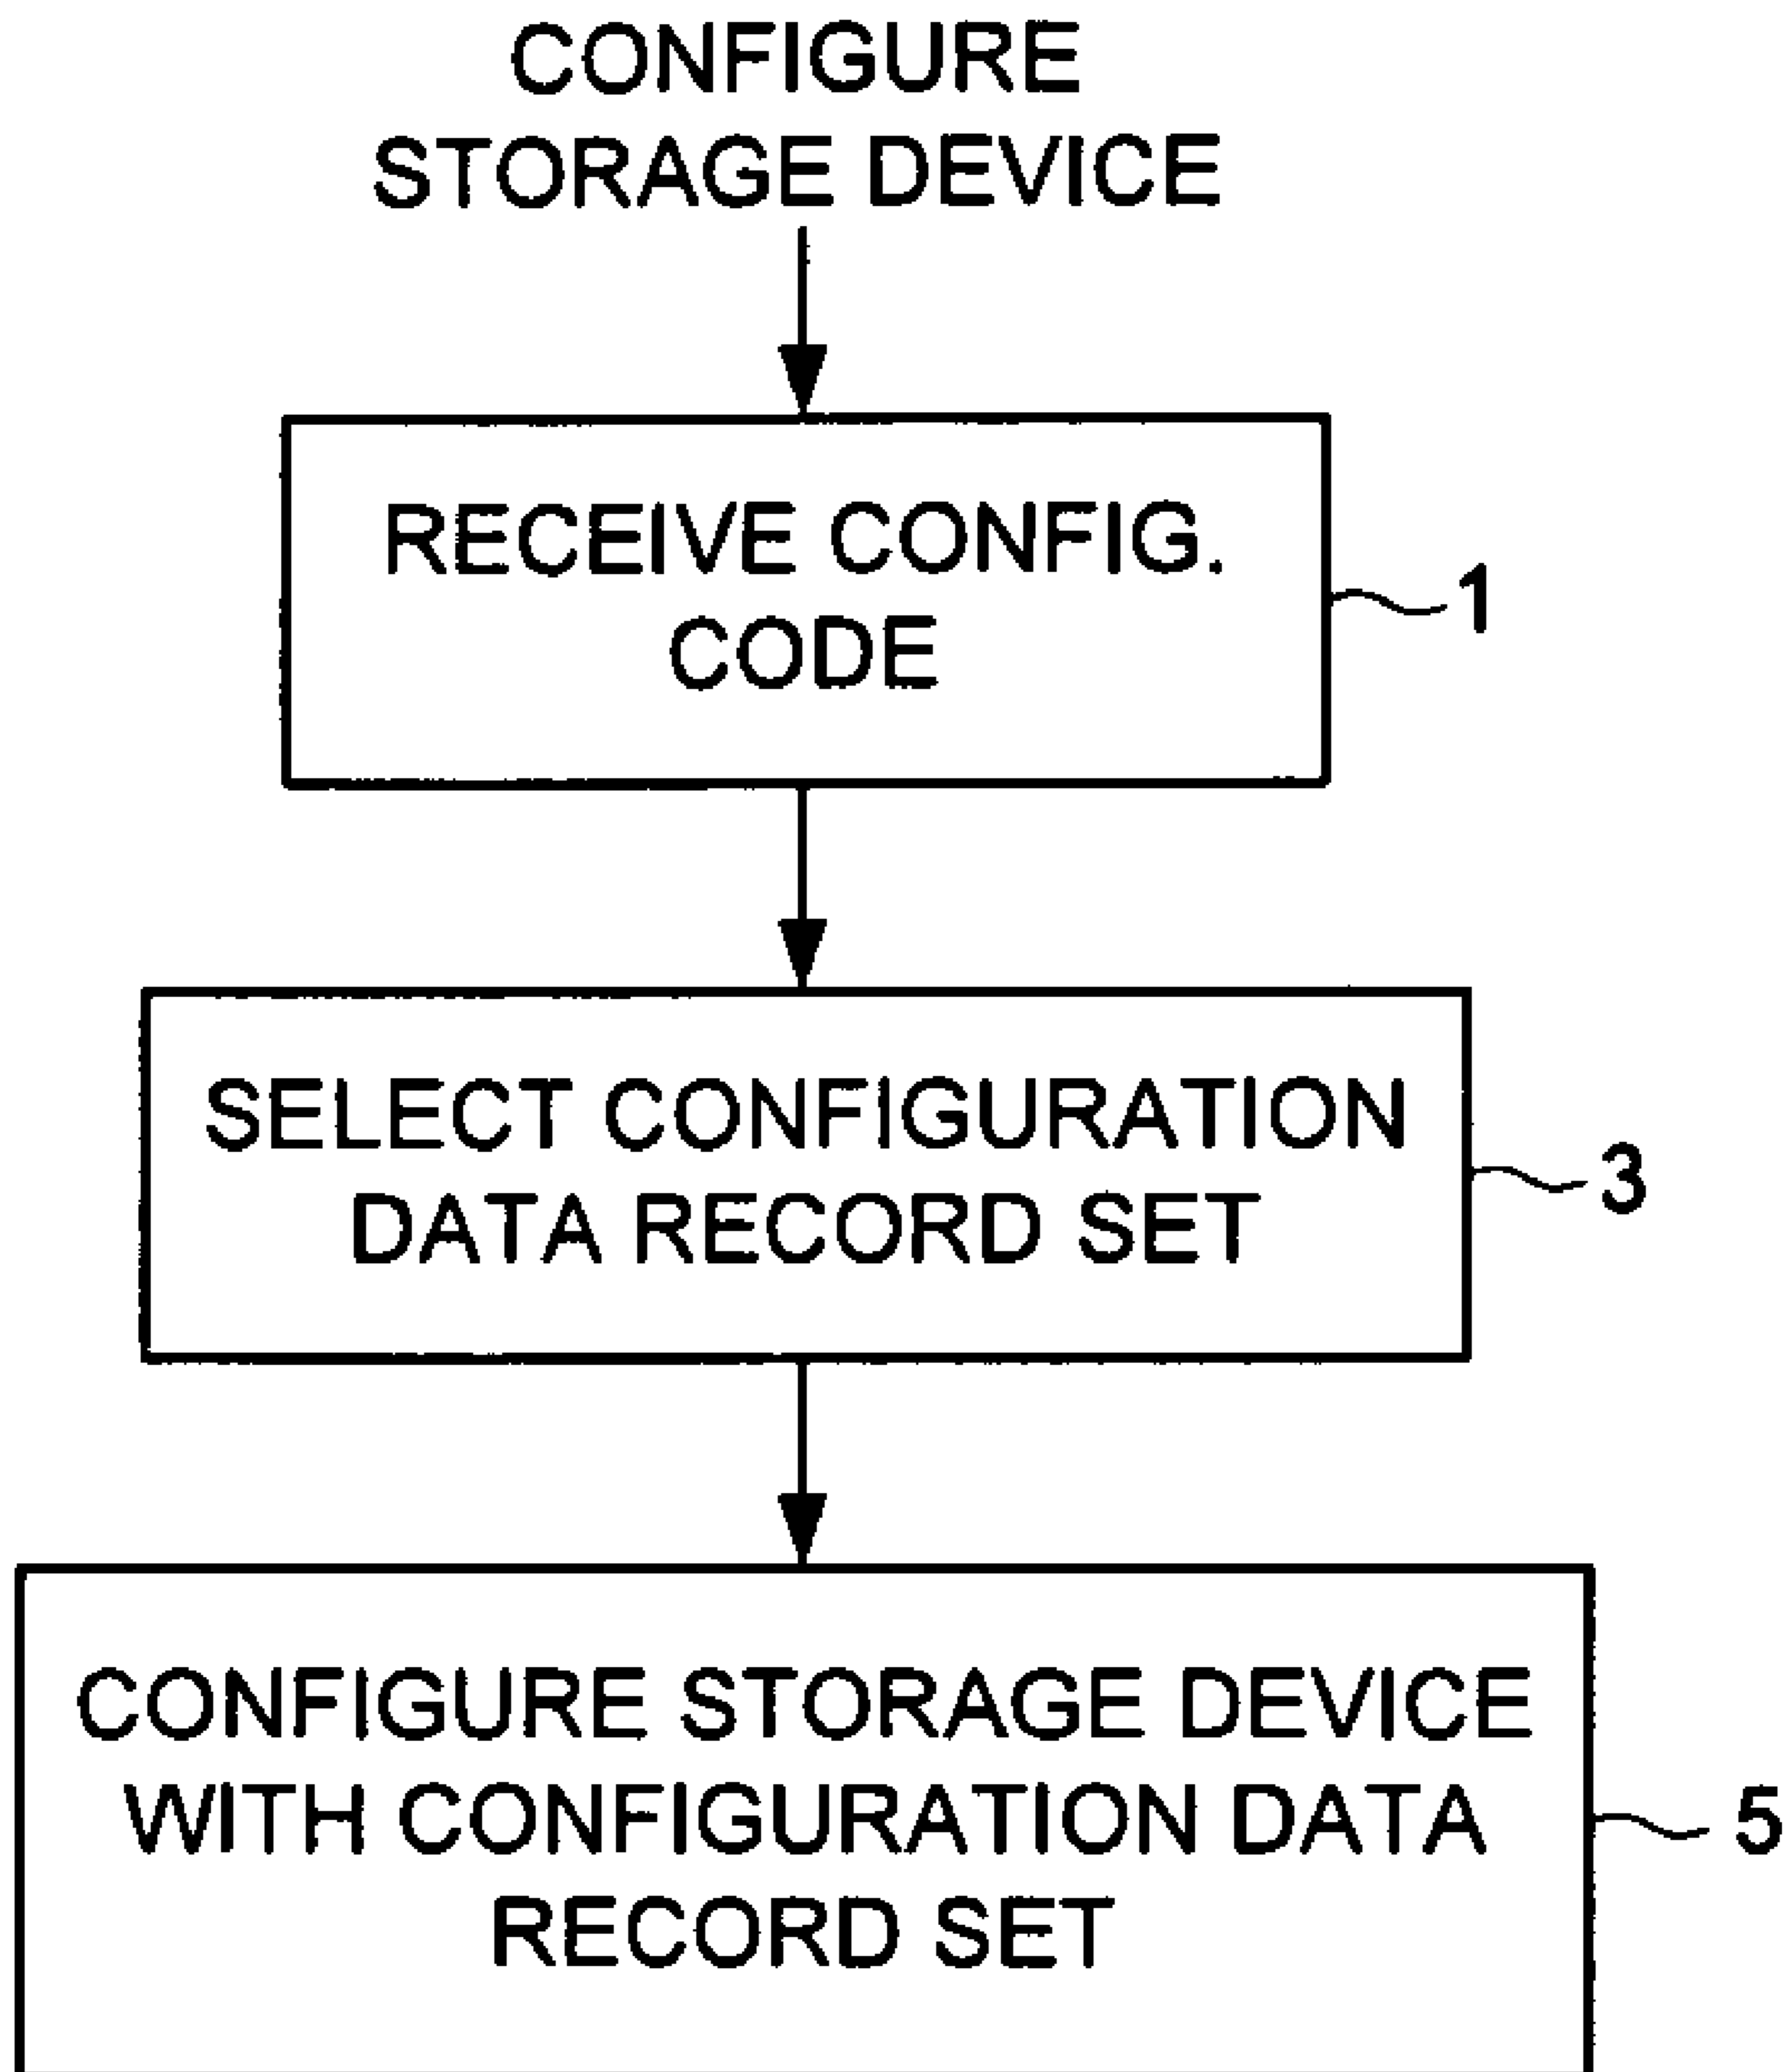 CONFIGURE
STORAGE DEVICE
RECEIVE CONFIG.
CODE
1
SELECT CONFIGURATION
DATA RECORD SET
3
CONFIGURE STORAGE DEVICE
WITH CONFIGURATION DATA
RECORD SET
5